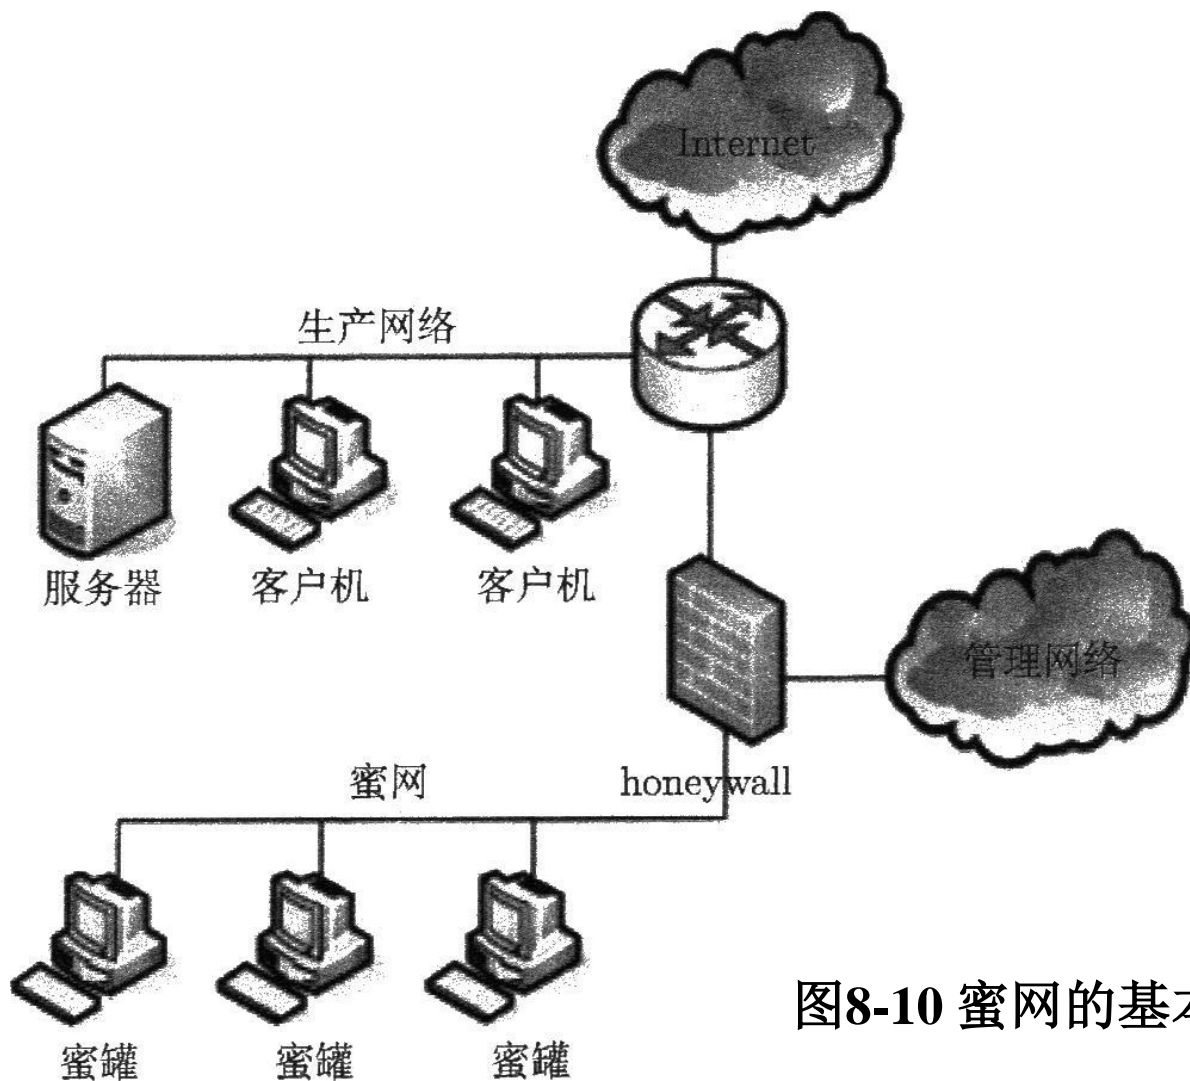 Internet
生产网络
服务器
客户机
客户机
管理网络
蜜网
honeywall
蜜罐
蜜罐
蜜罐
图8-10 蜜网的基